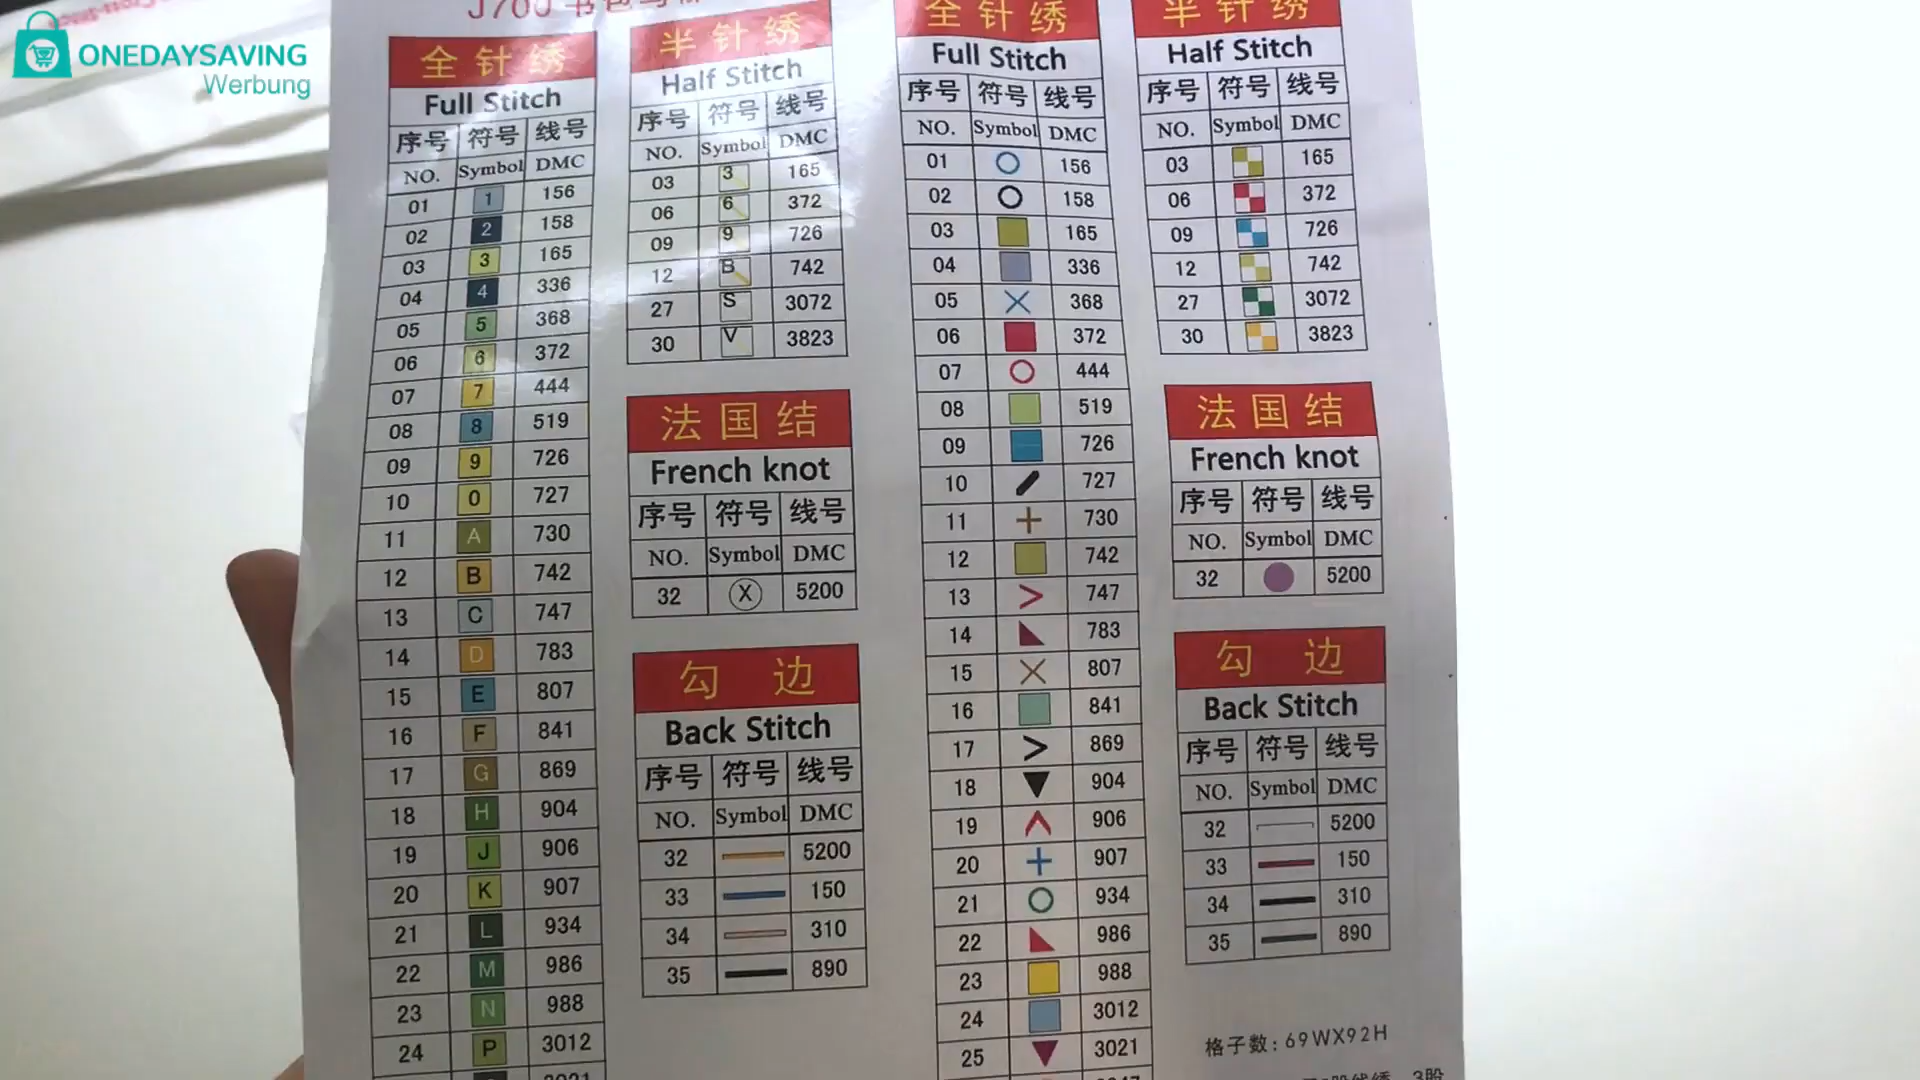 ONEDAYSAVING
Werbung
全针绣
Full Stitch
序号 符号 线号
NO. Symbol DMC
01 1 156
02 2 158
03 3 165
04 4 336
05 5 368
06 6 372
07 7 444
08 8 519
09 9 726
10 0 727
11 A 730
12 B 742
13 C 747
14 D 783
15 E 807
16 F 841
17 G 869
18 H 904
19 J 906
20 K 907
21 L 934
22 M 986
23 N 988
24 P 3012
半针绣
Half Stitch
序号 符号 线号
NO. Symbol DMC
03 3 165
06 6 372
09 9 726
12 B 742
27 S 3072
30 V 3823
法国结
French knot
序号 符号 线号
NO. Symbol DMC
32 X 5200
勾 边
Back Stitch
序号 符号 线号
NO. Symbol DMC
32 5200
33 150
34 310
35 890
全针绣
Full Stitch
序号 符号 线号
NO. Symbol DMC
01 156
02 158
03 165
04 336
05 368
06 372
07 444
08 519
09 726
10 727
11 730
12 742
13 747
14 783
15 807
16 841
17 869
18 904
19 906
20 907
21 934
22 986
23 988
24 3012
25 3021
半针绣
Half Stitch
序号 符号 线号
NO. Symbol DMC
03 165
06 372
09 726
12 742
27 3072
30 3823
法国结
French knot
序号 符号 线号
NO. Symbol DMC
32 5200
勾 边
Back Stitch
序号 符号 线号
NO. Symbol DMC
32 5200
33 150
34 310
35 890
格子数:69WX92H